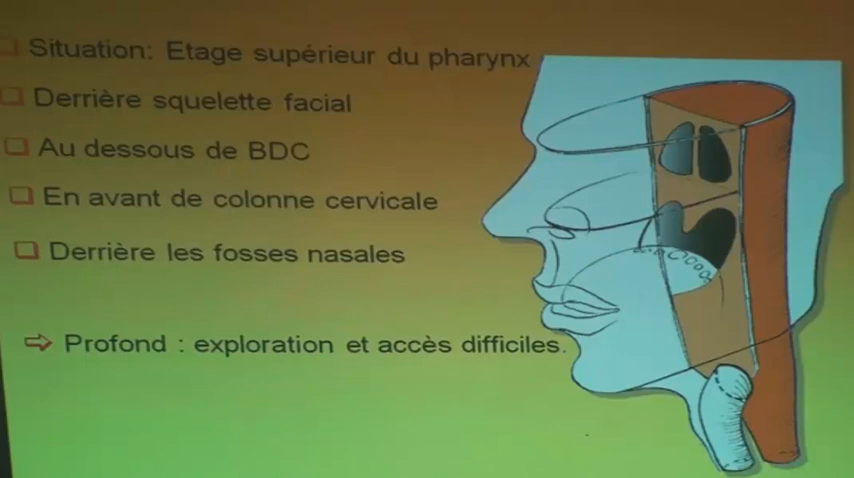 Situation: Etage supérieur du pharynx
Derrière squelette facial
Au dessous de BDC
En avant de colonne cervicale
Derrière les fosses nasales
Profond : exploration et accès difficiles.